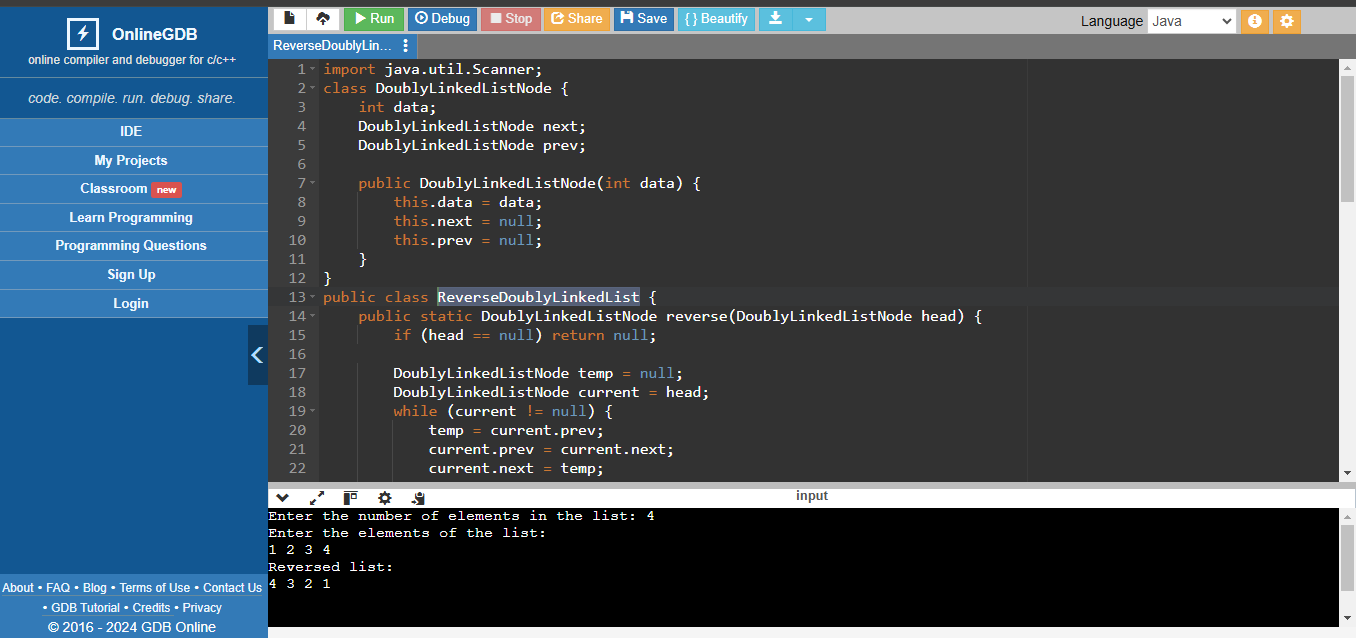 OnlineGDB
online compiler and debugger for c/c++
code. compile. run. debug. share.
IDE
My Projects
Classroom new
Learn Programming
Programming Questions
Sign Up
Login
About • FAQ • Blog • Terms of Use • Contact Us
• GDB Tutorial • Credits • Privacy
© 2016 - 2024 GDB Online
Run Debug Stop Share Save { } Beautify Language Java
ReverseDoublyLin...
1 import java.util.Scanner;
2 class DoublyLinkedListNode {
3     int data;
4     DoublyLinkedListNode next;
5     DoublyLinkedListNode prev;
6
7     public DoublyLinkedListNode(int data) {
8         this.data = data;
9         this.next = null;
10         this.prev = null;
11     }
12 }
13 public class ReverseDoublyLinkedList {
14     public static DoublyLinkedListNode reverse(DoublyLinkedListNode head) {
15         if (head == null) return null;
16
17         DoublyLinkedListNode temp = null;
18         DoublyLinkedListNode current = head;
19         while (current != null) {
20             temp = current.prev;
21             current.prev = current.next;
22             current.next = temp;
input
Enter the number of elements in the list: 4
Enter the elements of the list:
1 2 3 4
Reversed list:
4 3 2 1